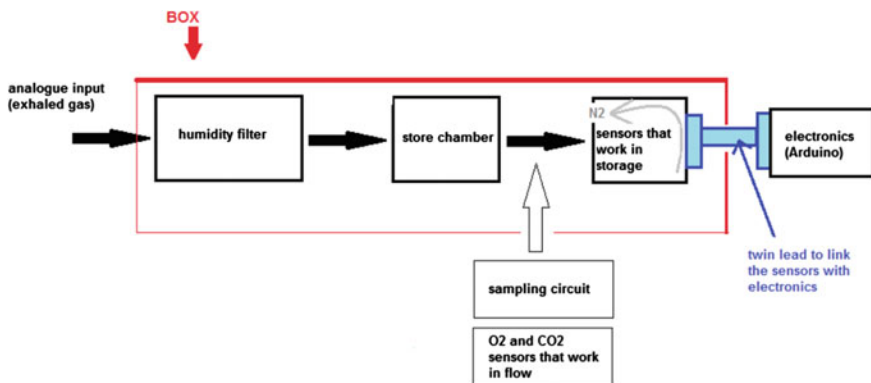 BOX
analogue input
(exhaled gas)
humidity filter
store chamber
N2
sensors that
work in
storage
electronics
(Arduino)
twin lead to link
the sensors with
electronics
sampling circuit
O2 and CO2
sensors that work
in flow